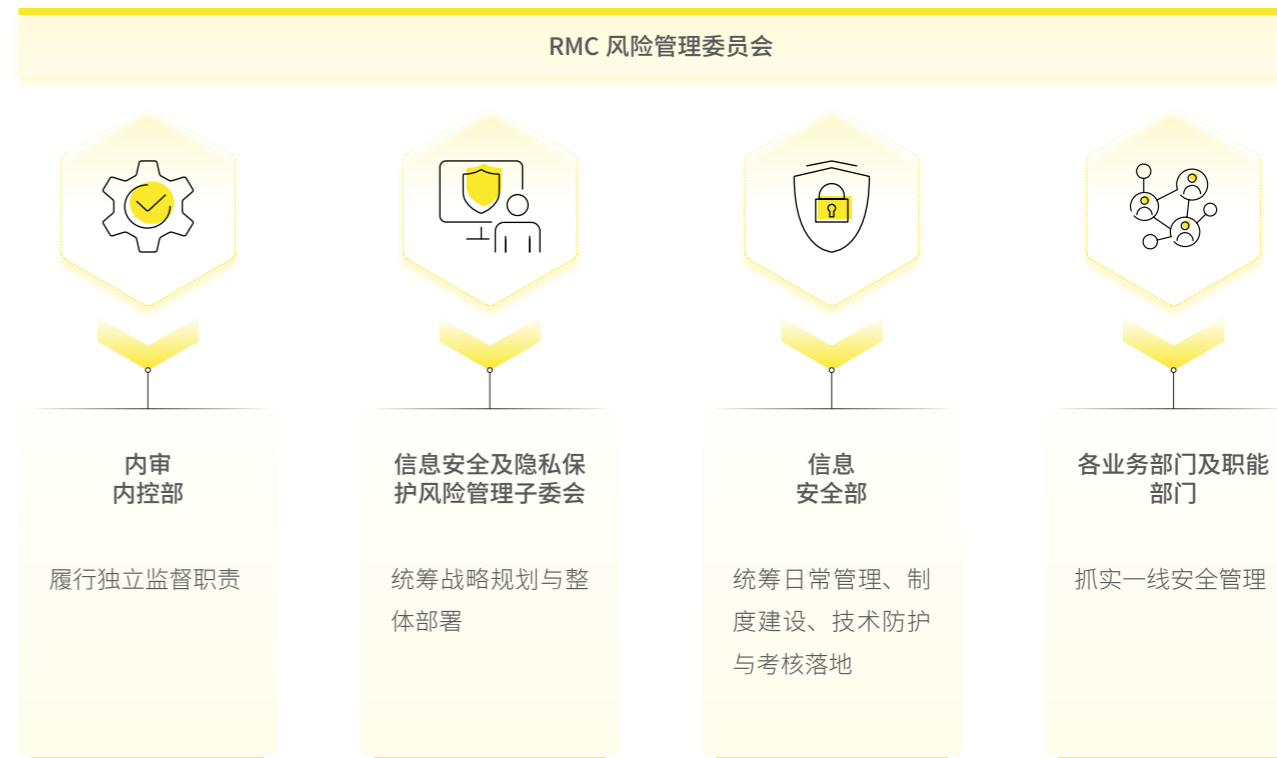 RMC 风险管理委员会
内审
内控部
履行独立监督职责
信息安全及隐私保
护风险管理子委会
统筹战略规划与整
体部署
信息
安全部
统筹日常管理、制
度建设、技术防护
与考核落地
各业务部门及职能
部门
抓实一线安全管理